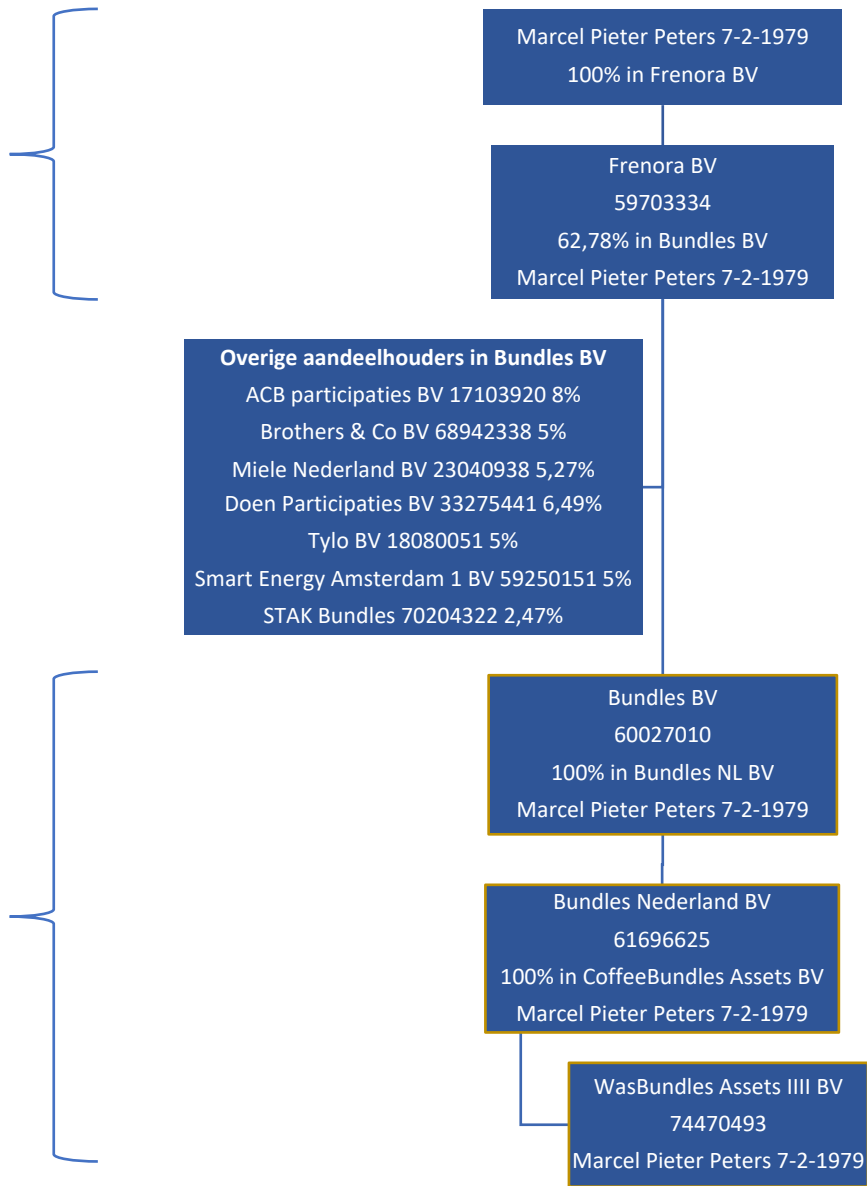 Marcel Pieter Peters 7-2-1979
100% in Frenora BV
Frenora BV
59703334
62,78% in Bundles BV
Marcel Pieter Peters 7-2-1979
Overige aandeelhouders in Bundles BV
ACB participaties BV 17103920 8%
Brothers & Co BV 68942338 5%
Miele Nederland BV 23040938 5,27%
Doen Participaties BV 33275441 6,49%
Tylo BV 18080051 5%
Smart Energy Amsterdam 1 BV 59250151 5%
STAK Bundles 70204322 2,47%
Bundles BV
60027010
100% in Bundles NL BV
Marcel Pieter Peters 7-2-1979
Bundles Nederland BV
61696625
100% in CoffeeBundles Assets BV
Marcel Pieter Peters 7-2-1979
WasBundles Assets IIII BV
74470493
Marcel Pieter Peters 7-2-1979